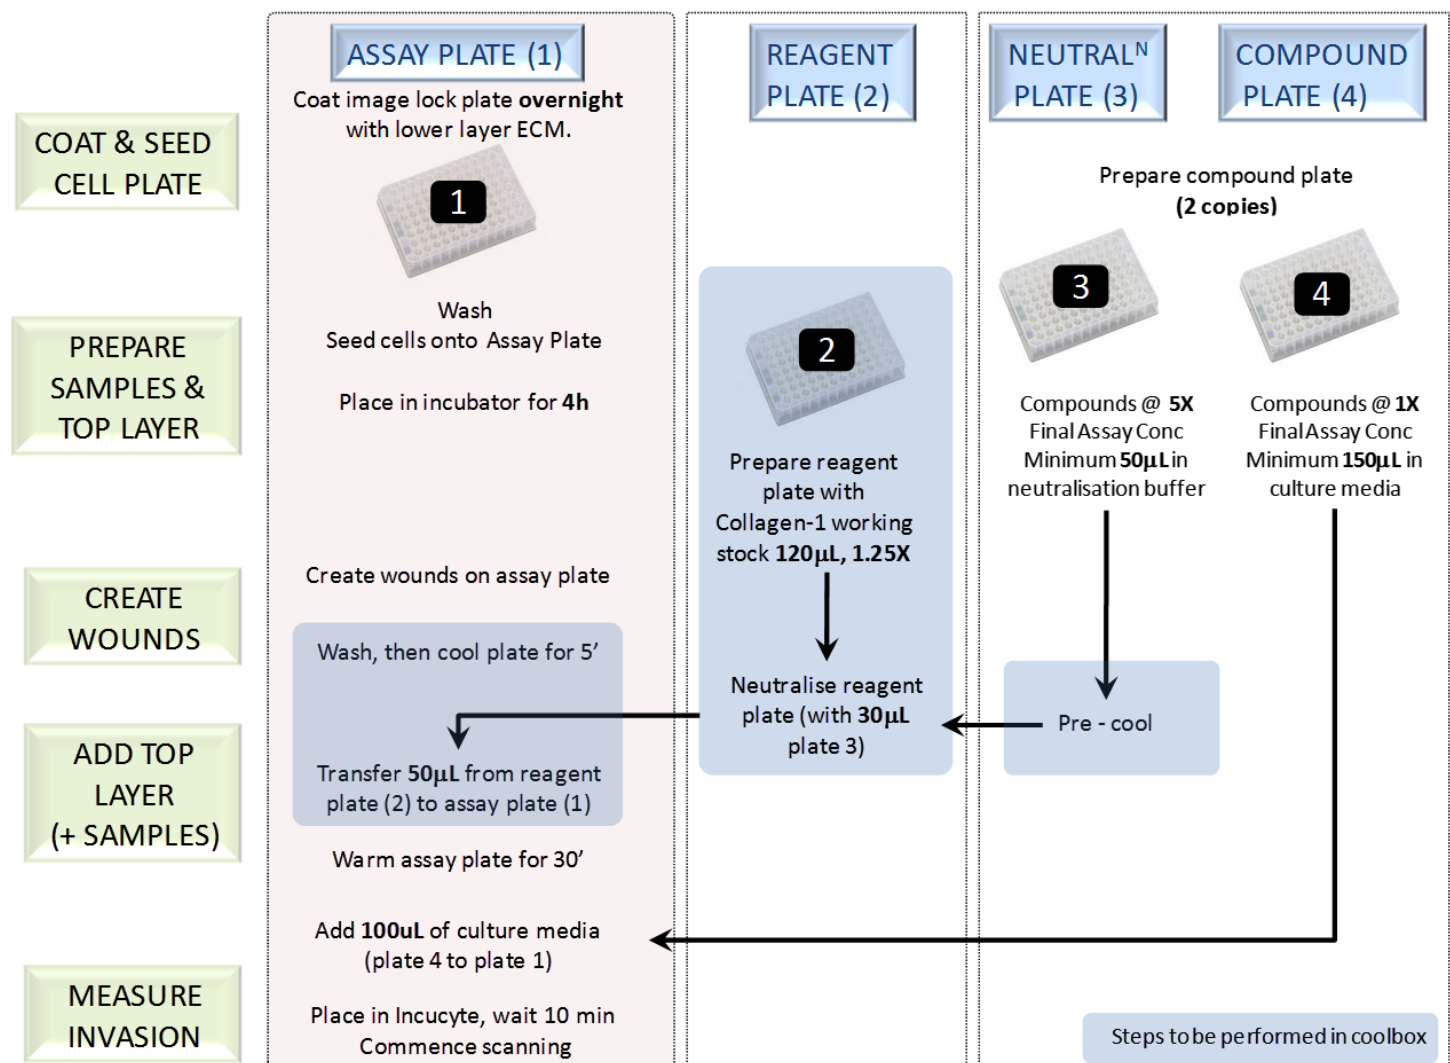 ASSAY PLATE (1)
Coat image lock plate overnight
with lower layer ECM.
1
Wash
Seed cells onto Assay Plate
Place in incubator for 4h
Create wounds on assay plate
Wash, then cool plate for 5’
Transfer 50µL from reagent
plate (2) to assay plate (1)
Warm assay plate for 30’
Add 100uL of culture media
(plate 4 to plate 1)
Place in Incucyte, wait 10 min
Commence scanning
REAGENT
PLATE (2)
2
Prepare reagent
plate with
Collagen-1 working
stock 120µL, 1.25X
Neutralise reagent
plate (with 30µL
plate 3)
NEUTRALᴺ
PLATE (3)
COMPOUND
PLATE (4)
Prepare compound plate
(2 copies)
3
Compounds @ 5X
Final Assay Conc
Minimum 50µL in
neutralisation buffer
Pre - cool
4
Compounds @ 1X
Final Assay Conc
Minimum 150µL in
culture media
COAT & SEED
CELL PLATE
PREPARE
SAMPLES &
TOP LAYER
CREATE
WOUNDS
ADD TOP
LAYER
(+ SAMPLES)
MEASURE
INVASION
Steps to be performed in coolbox